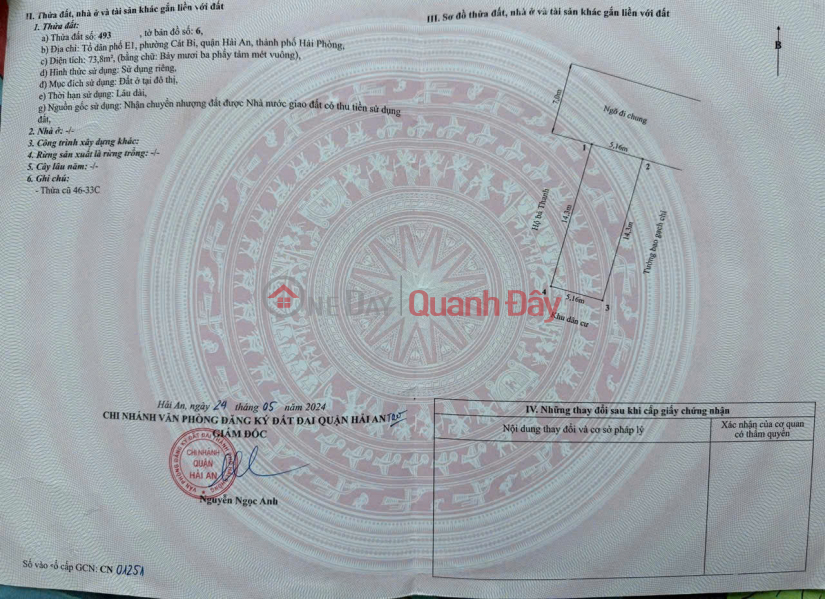 II. Thửa đất, nhà ở và tài sản khác gắn liền với đất
1. Thửa đất:
a) Thửa đất số: 493 , tờ bản đồ số: 6,
b) Địa chỉ: Tổ dân phố E1, phường Cát Bi, quận Hải An, thành phố Hải Phòng,
c) Diện tích: 73,8m², (bằng chữ: Bảy mươi ba phẩy tám mét vuông),
d) Hình thức sử dụng: Sử dụng riêng,
đ) Mục đích sử dụng: Đất ở tại đô thị,
e) Thời hạn sử dụng: Lâu dài,
g) Nguồn gốc sử dụng: Nhận chuyển nhượng đất được Nhà nước giao đất có thu tiền sử dụng
đất,
2. Nhà ở: -/-
3. Công trình xây dựng khác:
4. Rừng sản xuất là rừng trồng: -/-
5. Cây lâu năm: -/-
6. Ghi chú:
- Thửa cũ 46-33C
Hải An, ngày 24 tháng 05 năm 2024
CHI NHÁNH VĂN PHÒNG ĐĂNG KÝ ĐẤT ĐAI QUẬN HẢI AN
GIÁM ĐỐC
CHI NHÁNH
QUẬN
HẢI AN
Nguyễn Ngọc Anh
Số vào sổ cấp GCN: CN 01251
III. Sơ đồ thửa đất, nhà ở và tài sản khác gắn liền với đất
B
7,0m
Ngõ đi chung
1
5,16m
2
Hộ bà Thanh
14,3m
14,3m
Tường bao gạch chỉ
4
5,16m
3
Khu dân cư
ONE DAY Quanh Đây
IV. Những thay đổi sau khi cấp giấy chứng nhận
Nội dung thay đổi và cơ sở pháp lý
Xác nhận của cơ quan
có thẩm quyền